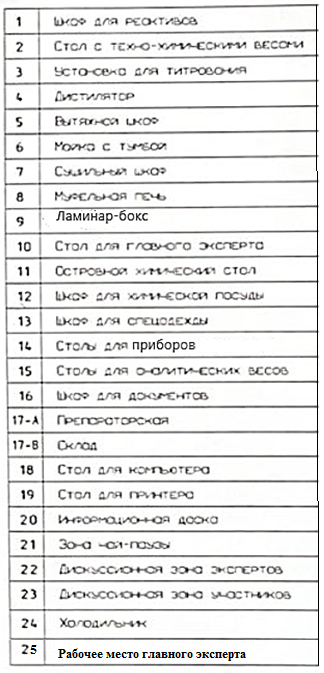 1 Шкаф для реактивов
2 Стол с техно-химическими весами
3 Установка для титрования
4 Дистилятор
5 Вытяжной шкаф
6 Мойка с тумбой
7 Сушильный шкаф
8 Муфельная печь
9 Ламинар-бокс
10 Стол для главного эксперта
11 Островной химический стол
12 Шкаф для химической посуды
13 Шкаф для спецодежды
14 Столы для приборов
15 Столы для аналитических весов
16 Шкаф для документов
17-А Препараторская
17-В Склад
18 Стол для компьютера
19 Стол для принтера
20 Информационная доска
21 Зона чай-паузы
22 Дискуссионная зона экспертов
23 Дискуссионная зона участников
24 Холодильник
25 Рабочее место главного эксперта